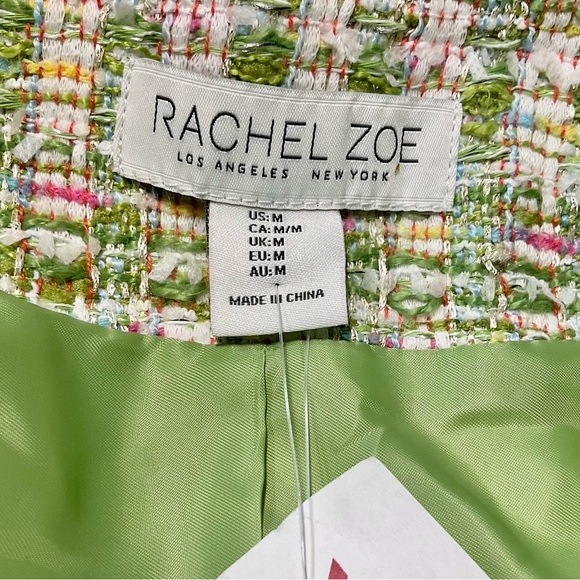 RACHEL ZOE
LOS ANGELES NEW YORK
US: M
CA: M/M
UK: M
EU: M
AU: M
MADE IN CHINA